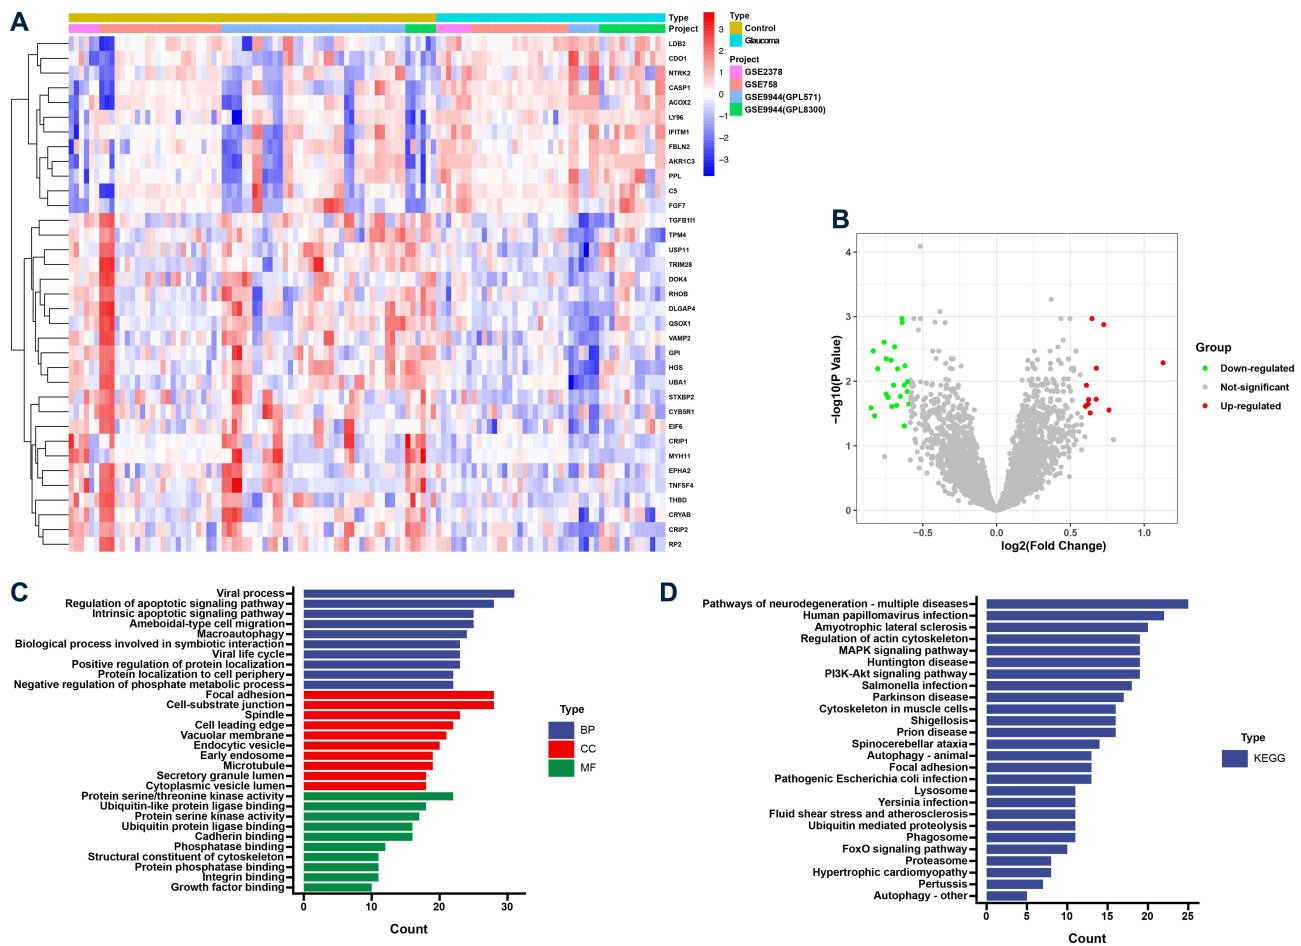 A
Type
Project
LDB2
CDO1
NTRK2
CASP1
ACOX2
LY96
IFITM1
FBLN2
AKR1C3
PPL
C5
FGF7
TGFB1I1
TPM4
USP11
TRIM28
DOK4
RHOB
DLGAP4
QSOX1
VAMP2
GPI
HGS
UBA1
STXBP2
CYB5R1
EIF6
CRIP1
MYH11
EPHA2
TNFSF4
THBD
CRYAB
CRIP2
RP2
3
2
1
0
−1
−2
−3
Type
Control
Glaucoma
Project
GSE2378
GSE758
GSE9944(GPL571)
GSE9944(GPL8300)
B
−log10(P Value)
4
3
2
1
0
−0.5
0.0
0.5
1.0
log2(Fold Change)
Group
Down-regulated
Not-significant
Up-regulated
C
Viral process
Regulation of apoptotic signaling pathway
Intrinsic apoptotic signaling pathway
Ameboidal-type cell migration
Macroautophagy
Biological process involved in symbiotic interaction
Viral life cycle
Positive regulation of protein localization
Protein localization to cell periphery
Negative regulation of phosphate metabolic process
Focal adhesion
Cell-substrate junction
Spindle
Cell leading edge
Vacuolar membrane
Endocytic vesicle
Early endosome
Microtubule
Secretory granule lumen
Cytoplasmic vesicle lumen
Protein serine/threonine kinase activity
Ubiquitin-like protein ligase binding
Protein serine kinase activity
Ubiquitin protein ligase binding
Cadherin binding
Phosphatase binding
Structural constituent of cytoskeleton
Protein phosphatase binding
Integrin binding
Growth factor binding
0
10
20
30
Count
Type
BP
CC
MF
D
Pathways of neurodegeneration - multiple diseases
Human papillomavirus infection
Amyotrophic lateral sclerosis
Regulation of actin cytoskeleton
MAPK signaling pathway
Huntington disease
PI3K-Akt signaling pathway
Salmonella infection
Parkinson disease
Cytoskeleton in muscle cells
Shigellosis
Prion disease
Spinocerebellar ataxia
Autophagy - animal
Focal adhesion
Pathogenic Escherichia coli infection
Lysosome
Yersinia infection
Fluid shear stress and atherosclerosis
Ubiquitin mediated proteolysis
Phagosome
FoxO signaling pathway
Proteasome
Hypertrophic cardiomyopathy
Pertussis
Autophagy - other
0
5
10
15
20
25
Count
Type
KEGG